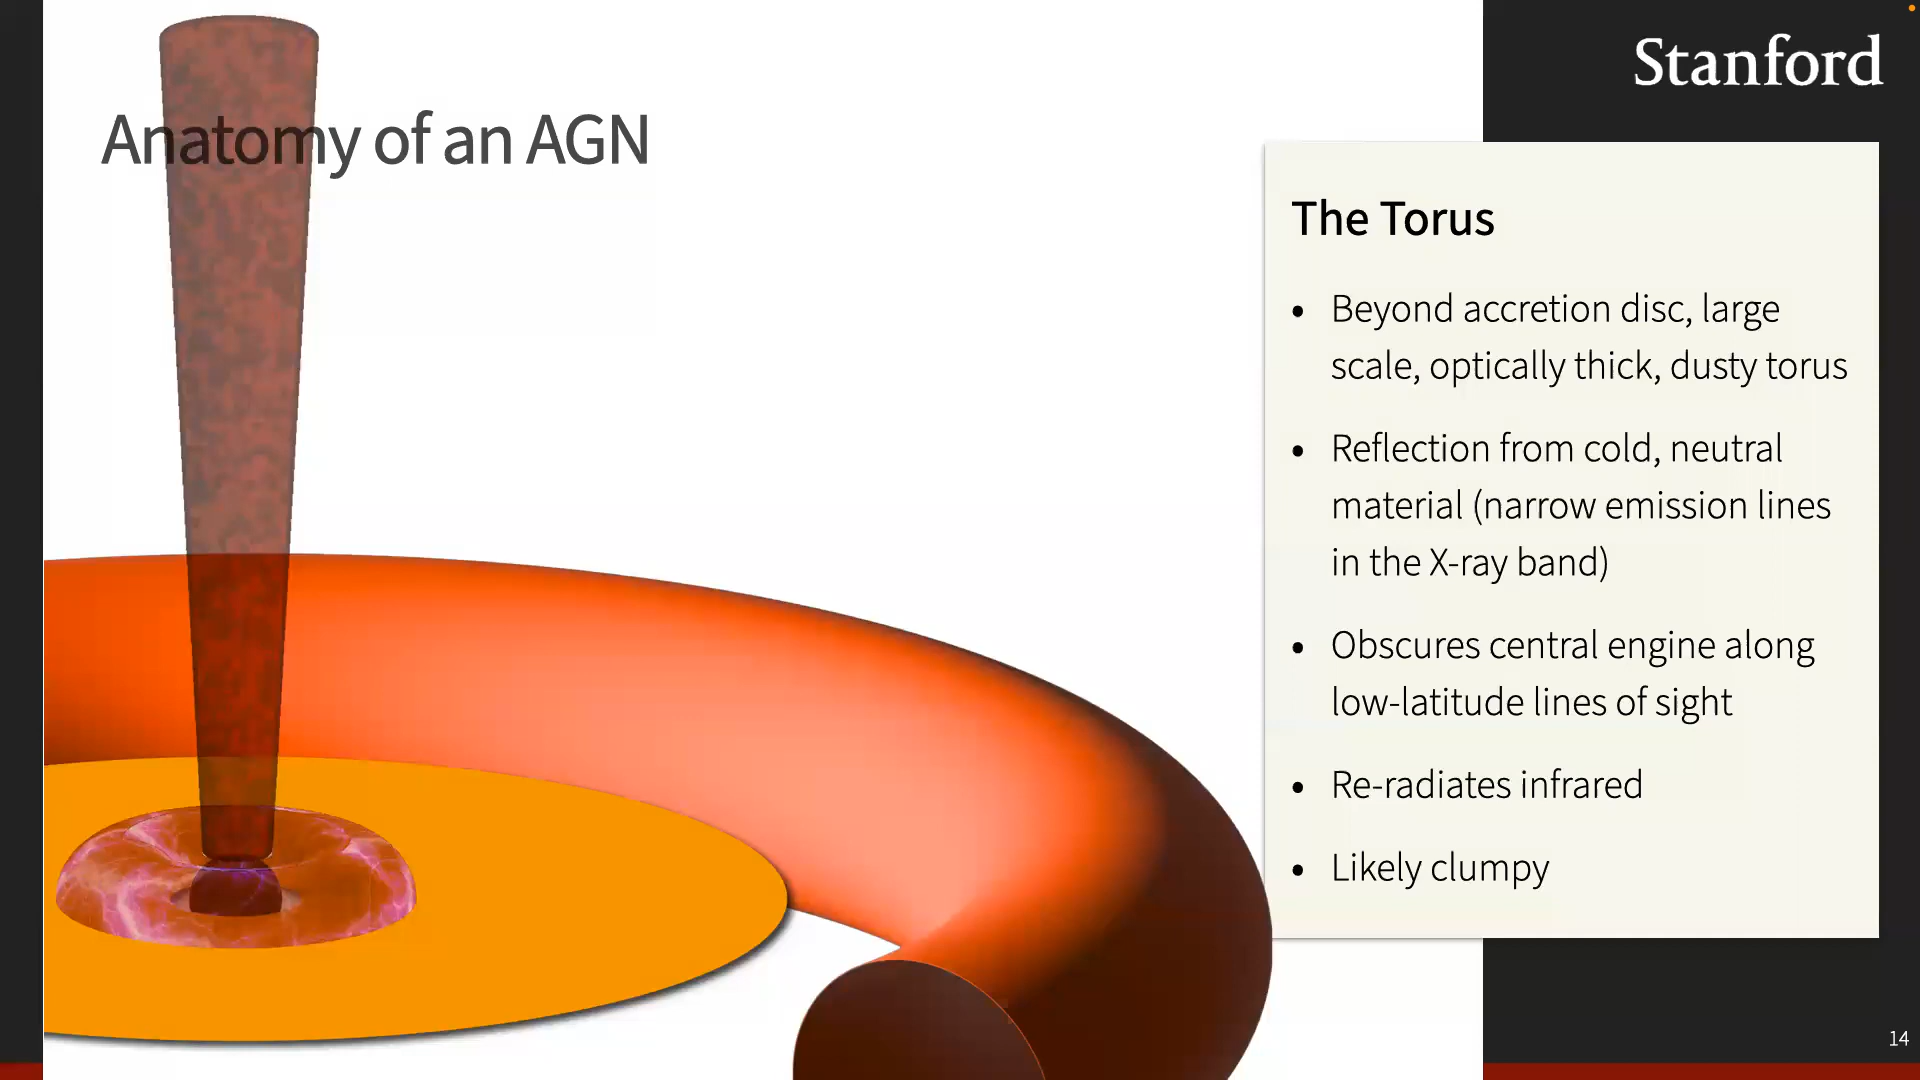 Stanford
Anatomy of an AGN
The Torus
• Beyond accretion disc, large
scale, optically thick, dusty torus
• Reflection from cold, neutral
material (narrow emission lines
in the X-ray band)
• Obscures central engine along
low-latitude lines of sight
• Re-radiates infrared
• Likely clumpy
14